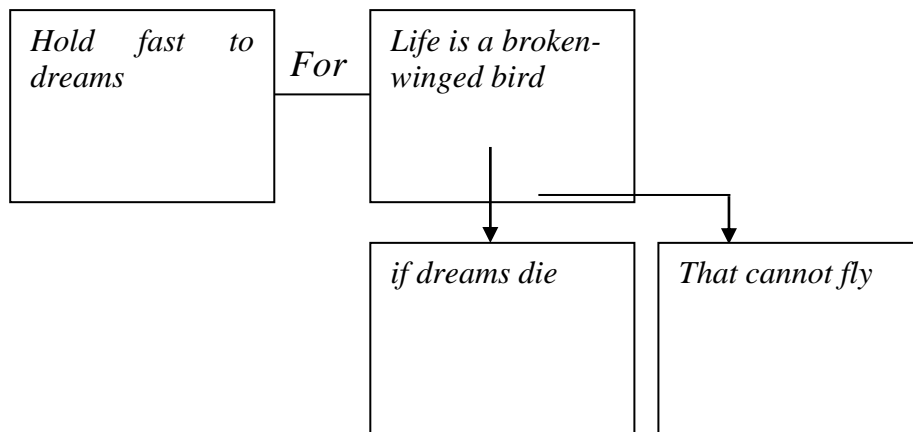 Hold fast to
dreams
For
Life is a broken-
winged bird
if dreams die
That cannot fly